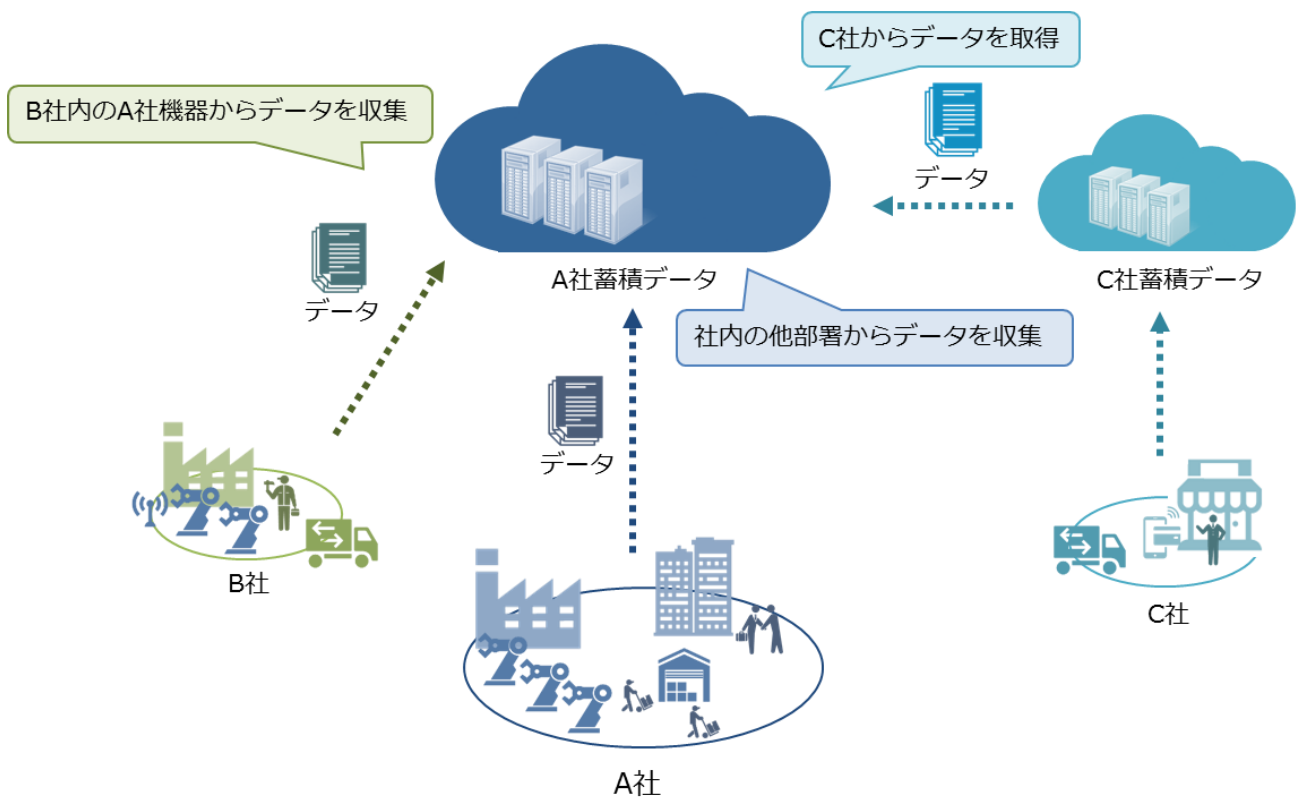 C社からデータを取得
B社内のA社機器からデータを収集
データ
データ
A社蓄積データ
C社蓄積データ
社内の他部署からデータを収集
データ
B社
C社
A社